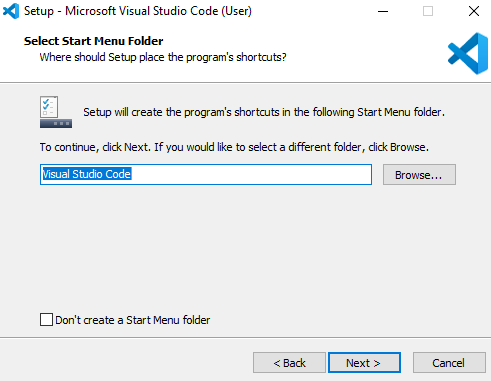 Setup - Microsoft Visual Studio Code (User)
Select Start Menu Folder
Where should Setup place the program's shortcuts?
Setup will create the program's shortcuts in the following Start Menu folder.
To continue, click Next. If you would like to select a different folder, click Browse.
Visual Studio Code
Browse...
Don't create a Start Menu folder
< Back
Next >
Cancel